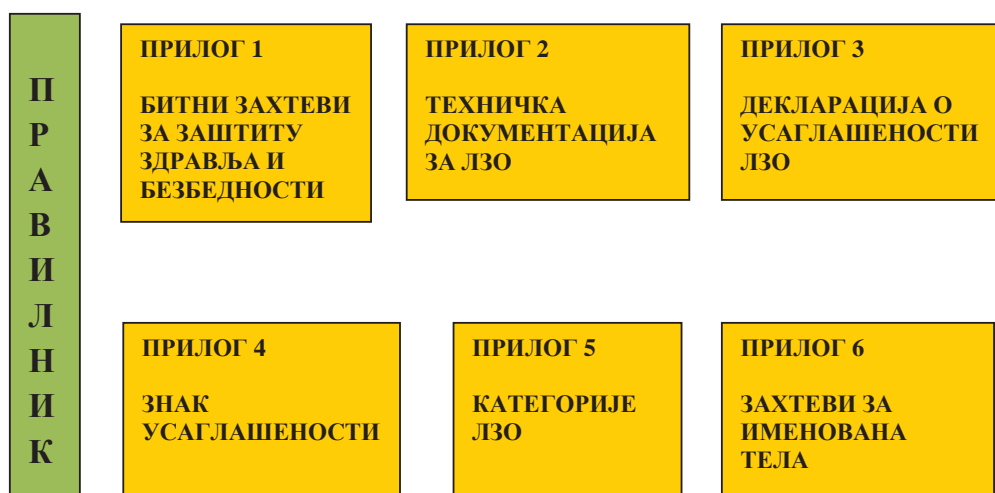 ПРАВИЛНИК
ПРИЛОГ 1
БИТНИ ЗАХТЕВИ
ЗА ЗАШТИТУ
ЗДРАВЉА И
БЕЗБЕДНОСТИ
ПРИЛОГ 2
ТЕХНИЧКА
ДОКУМЕНТАЦИЈА
ЗА ЛЗО
ПРИЛОГ 3
ДЕКЛАРАЦИЈА О
УСАГЛАШЕНОСТИ
ЛЗО
ПРИЛОГ 4
ЗНАК
УСАГЛАШЕНОСТИ
ПРИЛОГ 5
КАТЕГОРИЈЕ
ЛЗО
ПРИЛОГ 6
ЗАХТЕВИ ЗА
ИМЕНОВАНА
ТЕЛА